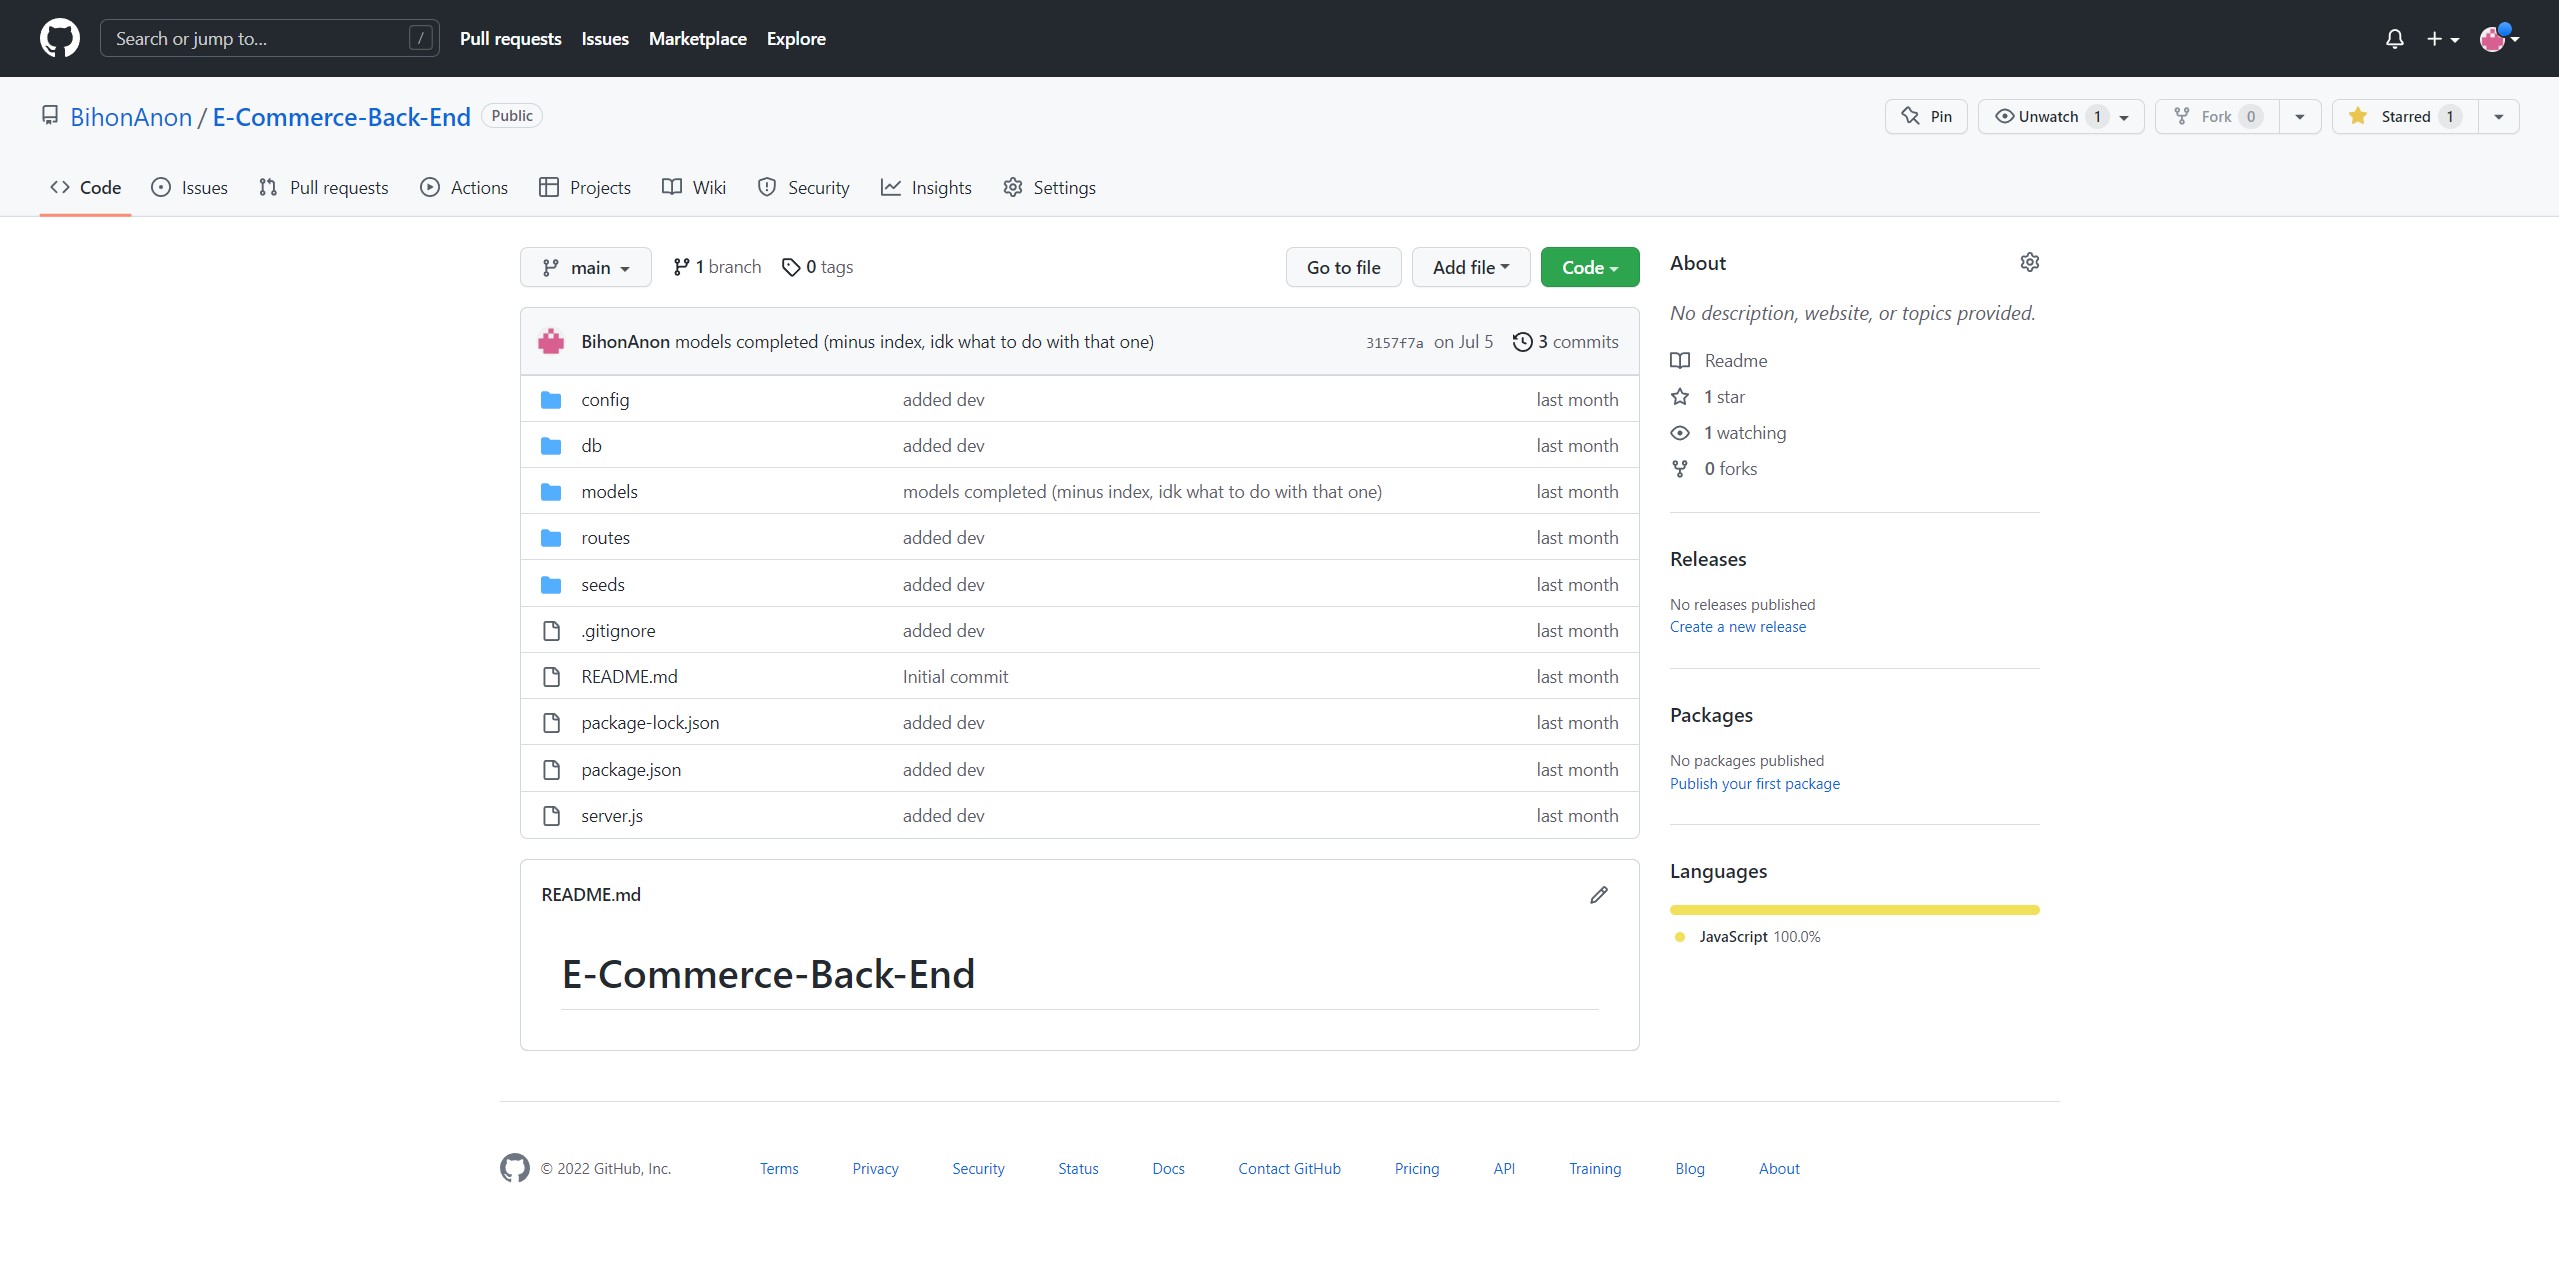 Search or jump to... /
Pull requests Issues Marketplace Explore
BihonAnon / E-Commerce-Back-End Public
Pin Unwatch 1 Fork 0 Starred 1
Code Issues Pull requests Actions Projects Wiki Security Insights Settings
main 1 branch 0 tags Go to file Add file Code
BihonAnon models completed (minus index, idk what to do with that one) 3157f7a on Jul 5 3 commits
config added dev last month
db added dev last month
models models completed (minus index, idk what to do with that one) last month
routes added dev last month
seeds added dev last month
.gitignore added dev last month
README.md Initial commit last month
package-lock.json added dev last month
package.json added dev last month
server.js added dev last month
README.md
E-Commerce-Back-End
About
No description, website, or topics provided.
Readme
1 star
1 watching
0 forks
Releases
No releases published
Create a new release
Packages
No packages published
Publish your first package
Languages
JavaScript 100.0%
© 2022 GitHub, Inc. Terms Privacy Security Status Docs Contact GitHub Pricing API Training Blog About